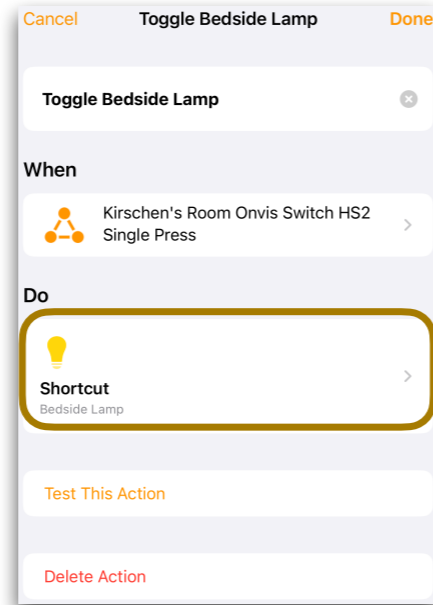 Cancel Toggle Bedside Lamp Done
Toggle Bedside Lamp
When
Kirschen's Room Onvis Switch HS2
Single Press
Do
Shortcut
Bedside Lamp
Test This Action
Delete Action